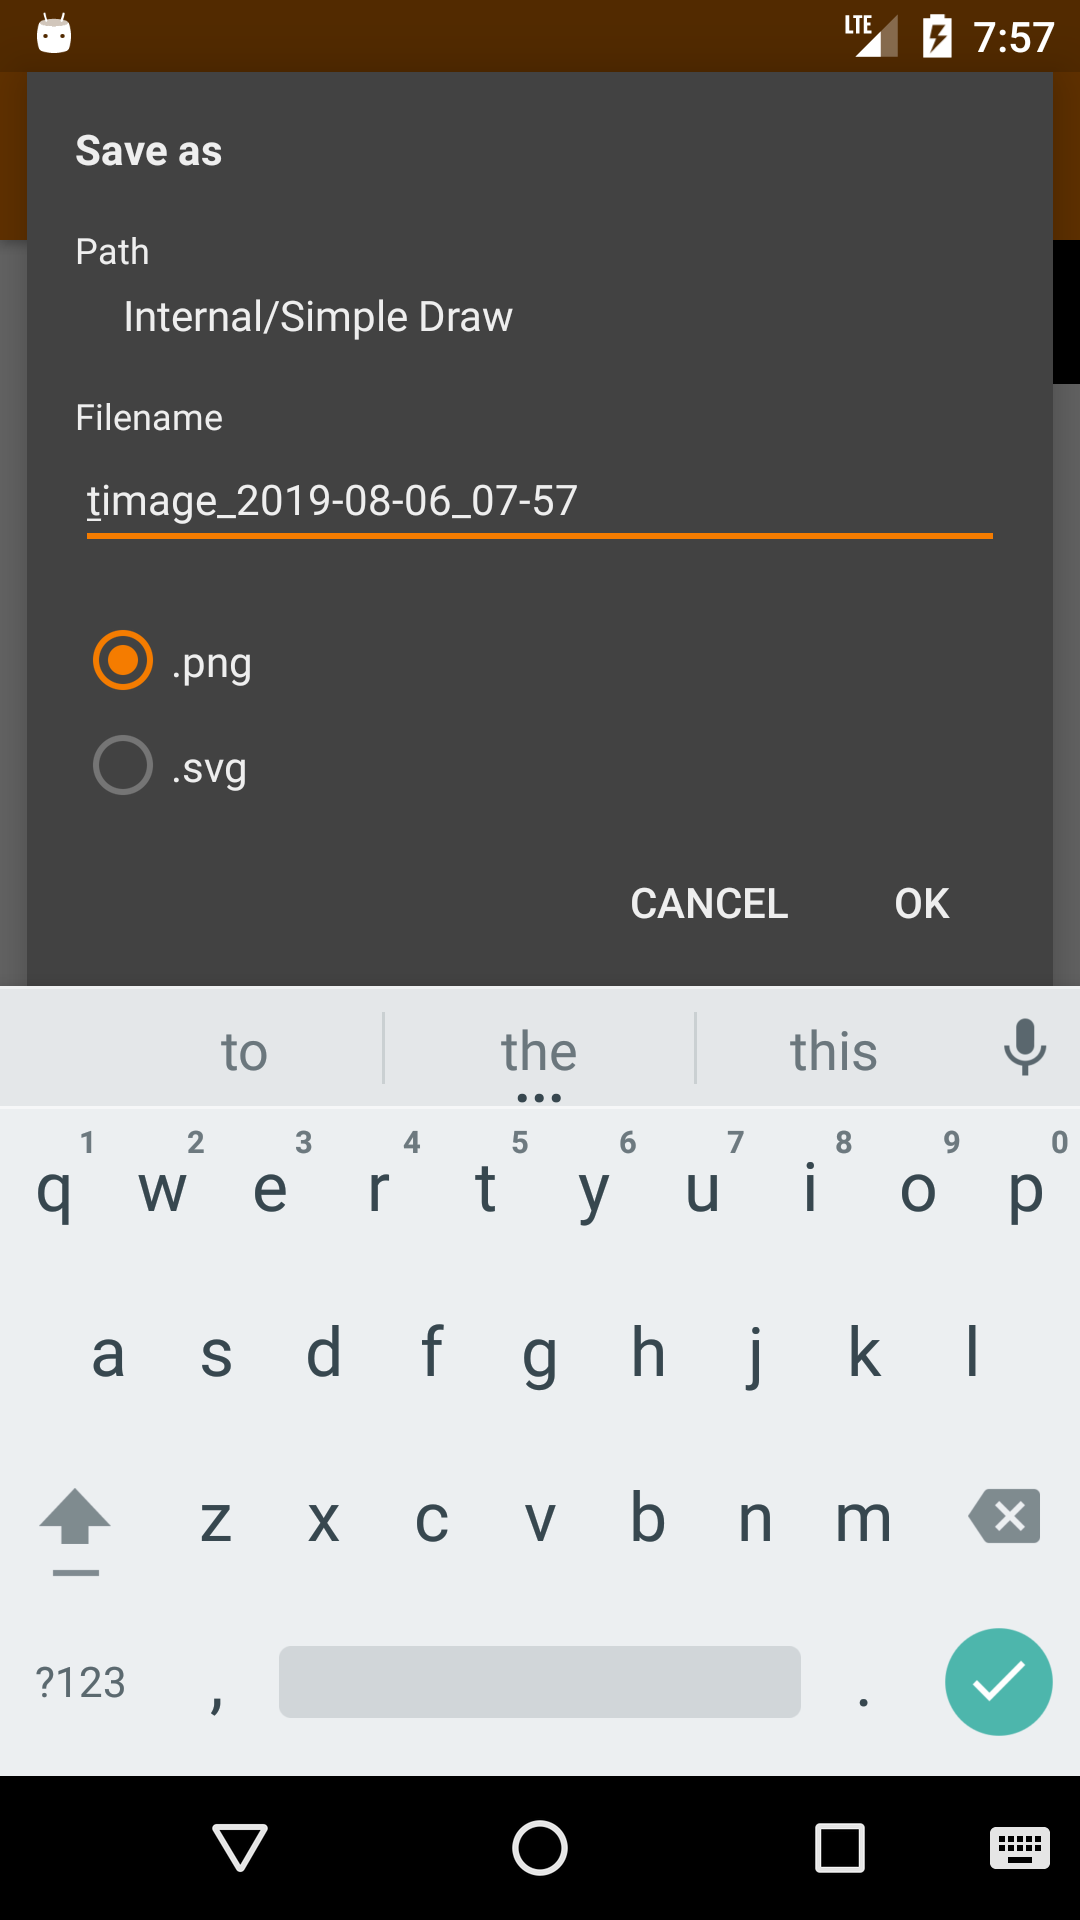 LTE 7:57
Save as
Path
Internal/Simple Draw
Filename
timage_2019-08-06_07-57
.png
.svg
CANCEL OK
to the this
1 2 3 4 5 6 7 8 9 0
q w e r t y u i o p
a s d f g h j k l
z x c v b n m
?123 , .